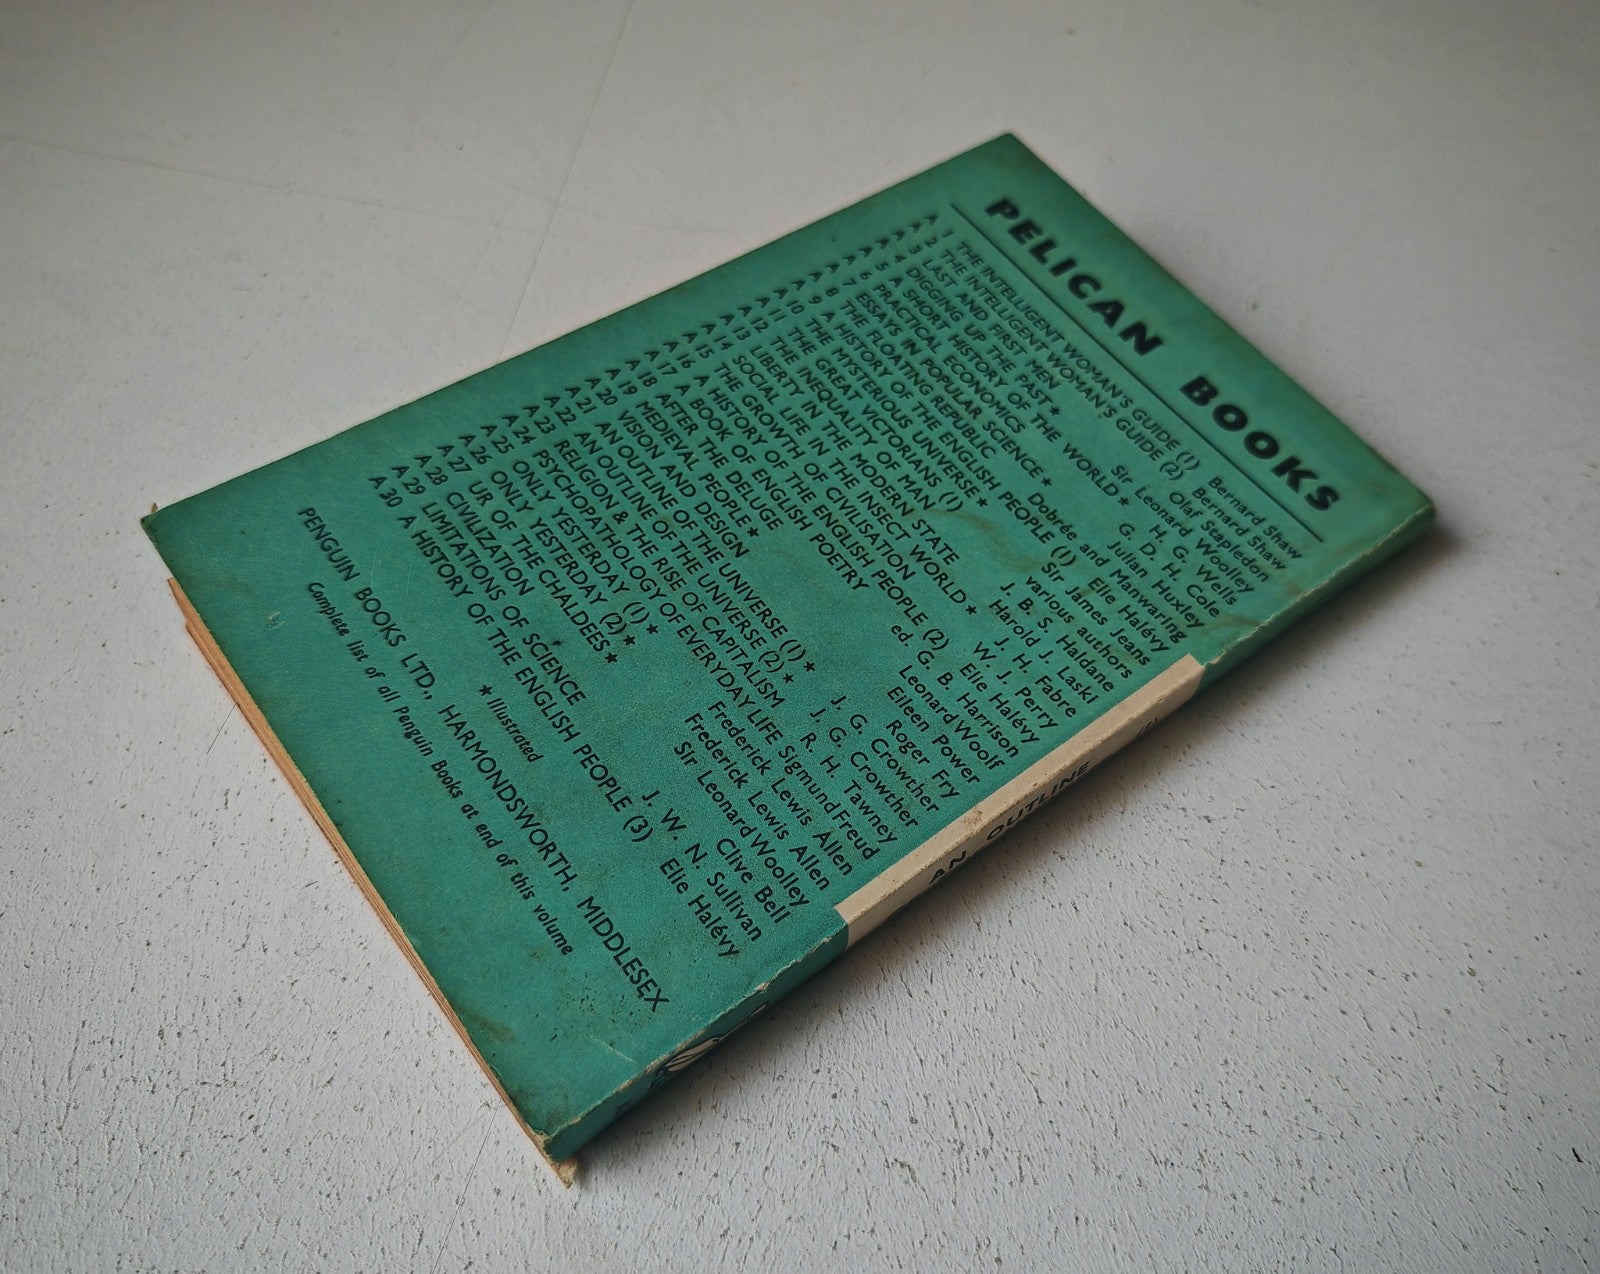 PELICAN BOOKS
A 1 THE INTELLIGENT WOMAN'S GUIDE (1) Bernard Shaw
A 2 THE INTELLIGENT WOMAN'S GUIDE (2) Bernard Shaw
A 3 LAST AND FIRST MEN Olaf Stapledon
A 4 DIGGING UP THE PAST★ Sir Leonard Woolley
A 5 A SHORT HISTORY OF THE WORLD★ H. G. Wells
A 6 PRACTICAL ECONOMICS G. D. H. Cole
A 7 ESSAYS IN POPULAR SCIENCE★ Julian Huxley
A 8 THE FLOATING REPUBLIC Dobrée and Manwaring
A 9 A HISTORY OF THE ENGLISH PEOPLE (1) Elie Halévy
A 10 THE MYSTERIOUS UNIVERSE★ Sir James Jeans
A 11 THE GREAT VICTORIANS (1) various authors
A 12 THE INEQUALITY OF MAN J. B. S. Haldane
A 13 LIBERTY IN THE MODERN STATE Harold J. Laski
A 14 SOCIAL LIFE IN THE INSECT WORLD★ J. H. Fabre
A 15 THE GROWTH OF CIVILISATION W. J. Perry
A 16 A HISTORY OF THE ENGLISH PEOPLE (2) Elie Halévy
A 17 A BOOK OF ENGLISH POETRY ed. G. B. Harrison
A 18 AFTER THE DELUGE Leonard Woolf
A 19 MEDIEVAL PEOPLE★ Eileen Power
A 20 VISION AND DESIGN Roger Fry
A 21 AN OUTLINE OF THE UNIVERSE (1)★ J. G. Crowther
A 22 AN OUTLINE OF THE UNIVERSE (2)★ J. G. Crowther
A 23 RELIGION & THE RISE OF CAPITALISM R. H. Tawney
A 24 PSYCHOPATHOLOGY OF EVERYDAY LIFE Sigmund Freud
A 25 ONLY YESTERDAY (1)★ Frederick Lewis Allen
A 26 ONLY YESTERDAY (2)★ Frederick Lewis Allen
A 27 UR OF THE CHALDEES★ Sir Leonard Woolley
A 28 CIVILIZATION Clive Bell
A 29 LIMITATIONS OF SCIENCE J. W. N. Sullivan
A 30 A HISTORY OF THE ENGLISH PEOPLE (3) Elie Halévy
★ Illustrated
PENGUIN BOOKS LTD., HARMONDSWORTH, MIDDLESEX
Complete list of all Penguin Books at end of this volume
AN OUTLINE